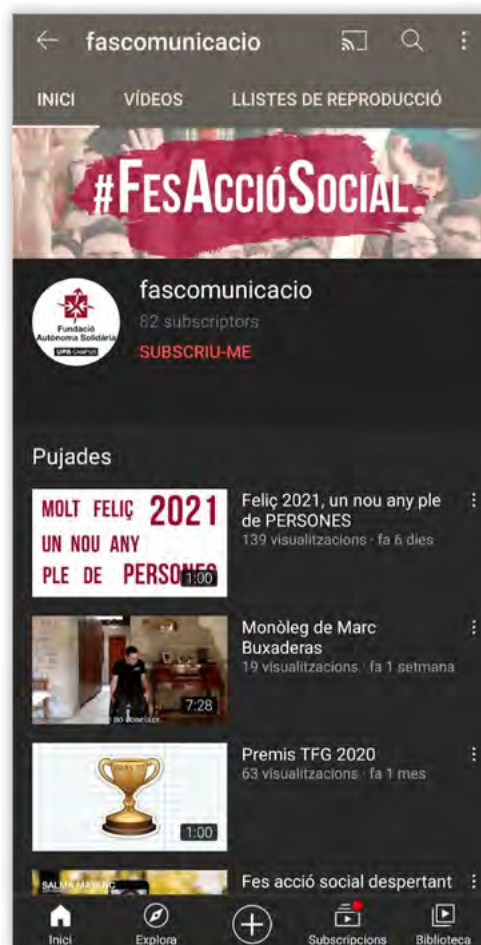 fascomunicacio
INICI VÍDEOS LLISTES DE REPRODUCCIÓ
#FESACCIÓSOCIAL
Fundació
Autònoma Solidària
UAB CAMPUS
fascomunicacio
82 subscriptors
SUBSCRIU-ME
Pujades
MOLT FELIÇ 2021
UN NOU ANY
PLE DE PERSONES
1:00
Feliç 2021, un nou any ple
de PERSONES
139 visualitzacions · fa 6 dies
7:28
Monòleg de Marc
Buxaderas
19 visualitzacions · fa 1 setmana
1:00
Premis TFG 2020
63 visualitzacions · fa 1 mes
SALMA
Fes acció social despertant
Inici Explora Subscripcions Biblioteca